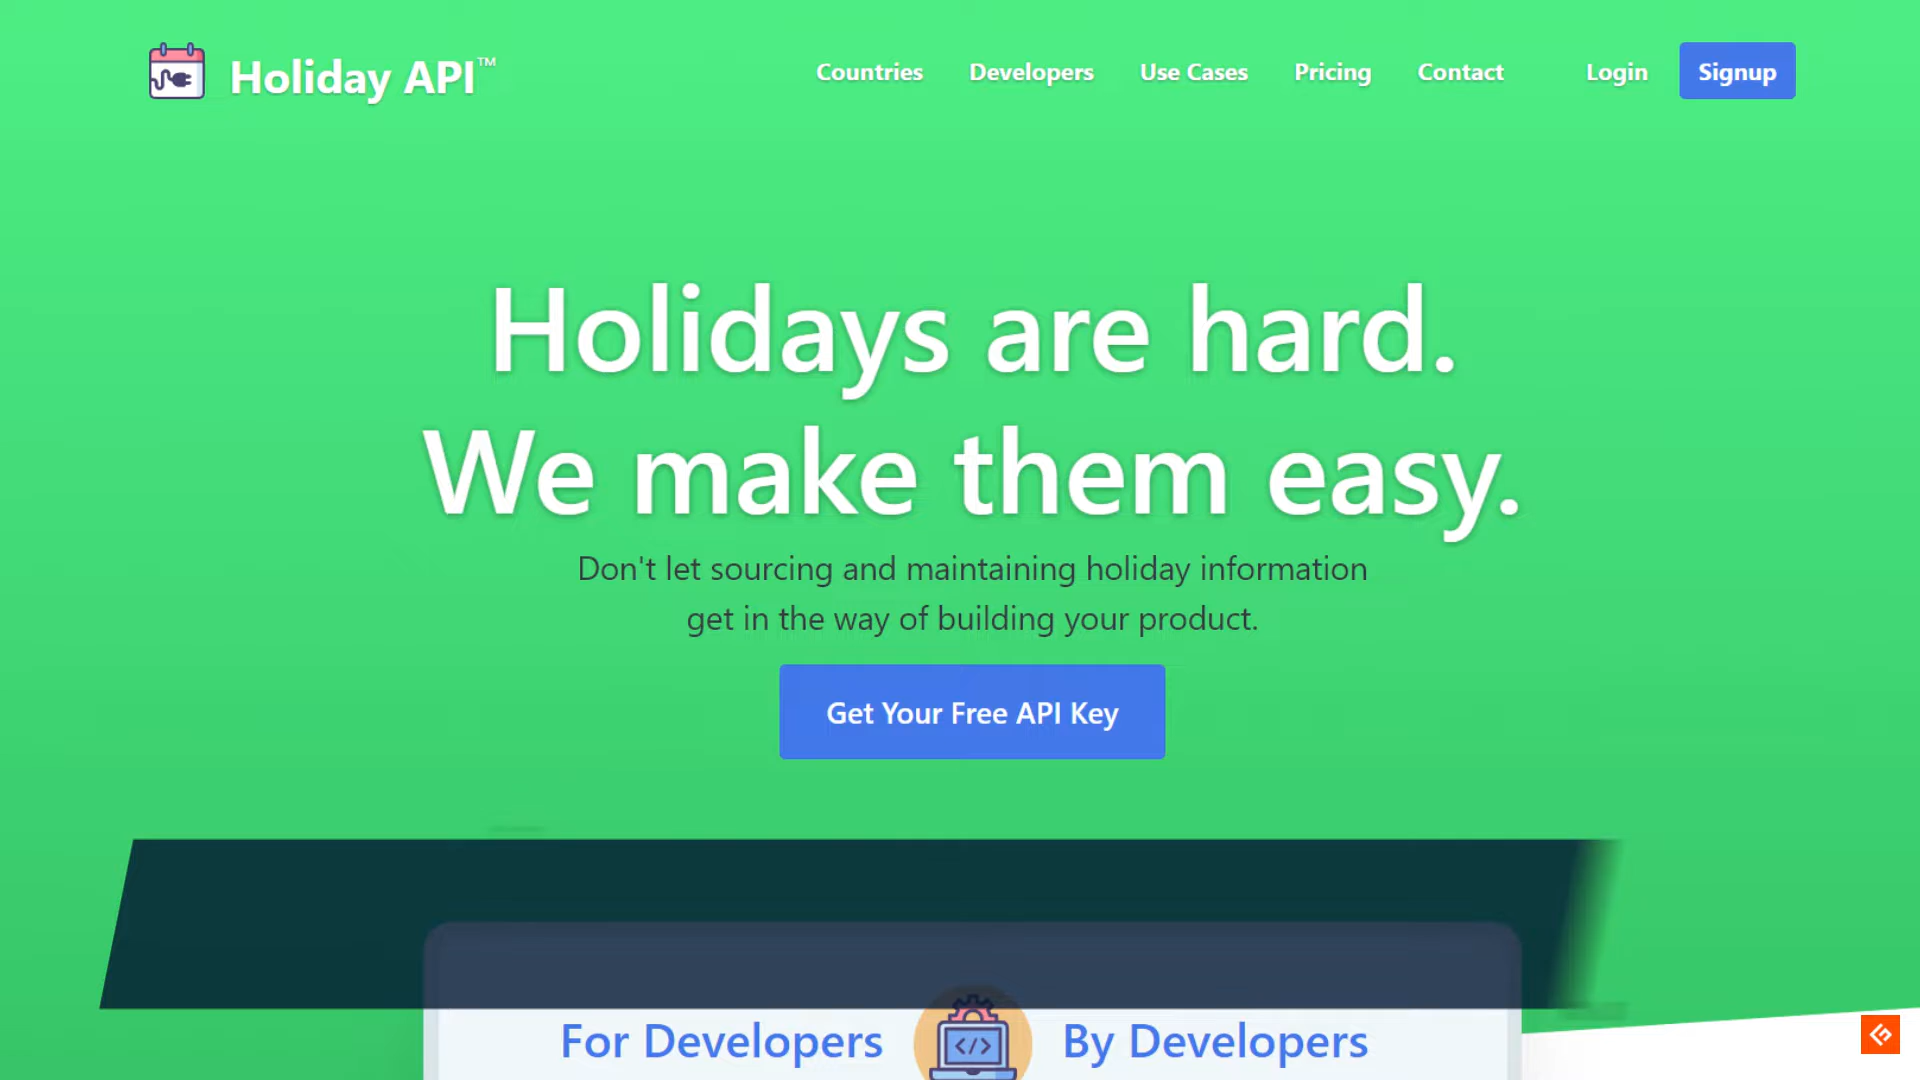 Holiday API™
Countries Developers Use Cases Pricing Contact Login Signup
Holidays are hard.
We make them easy.
Don't let sourcing and maintaining holiday information
get in the way of building your product.
Get Your Free API Key
For Developers </> By Developers